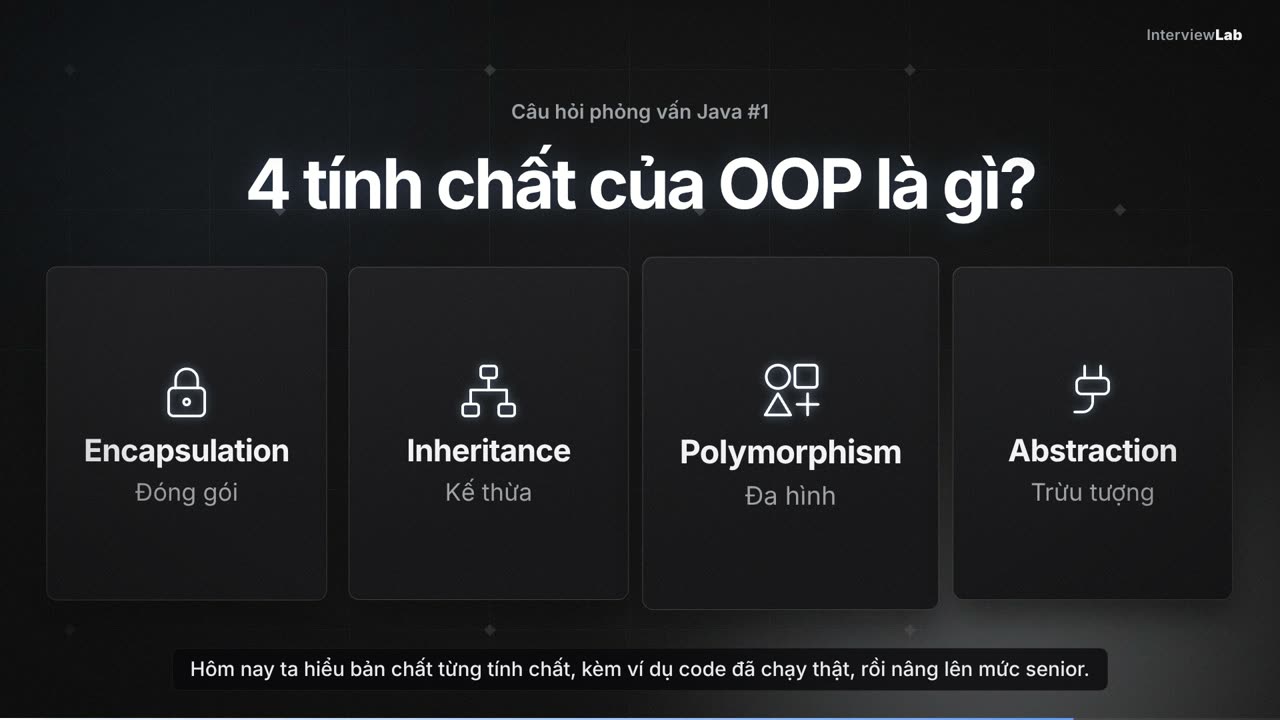 InterviewLab
Câu hỏi phỏng vấn Java #1
4 tính chất của OOP là gì?
Encapsulation
Đóng gói
Inheritance
Kế thừa
Polymorphism
Đa hình
Abstraction
Trừu tượng
Hôm nay ta hiểu bản chất từng tính chất, kèm ví dụ code đã chạy thật, rồi nâng lên mức senior.